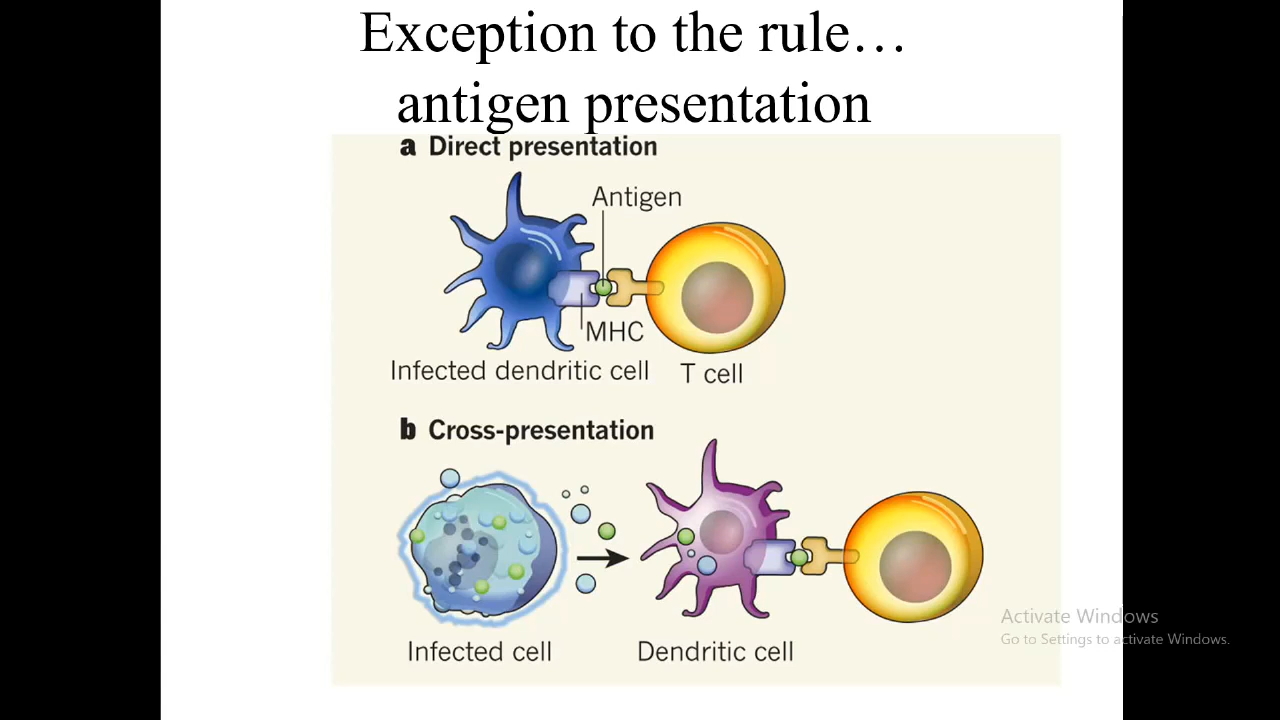 Exception to the rule…
antigen presentation
a Direct presentation
Antigen
MHC
Infected dendritic cell
T cell
b Cross-presentation
Infected cell
Dendritic cell
Activate Windows
Go to Settings to activate Windows.